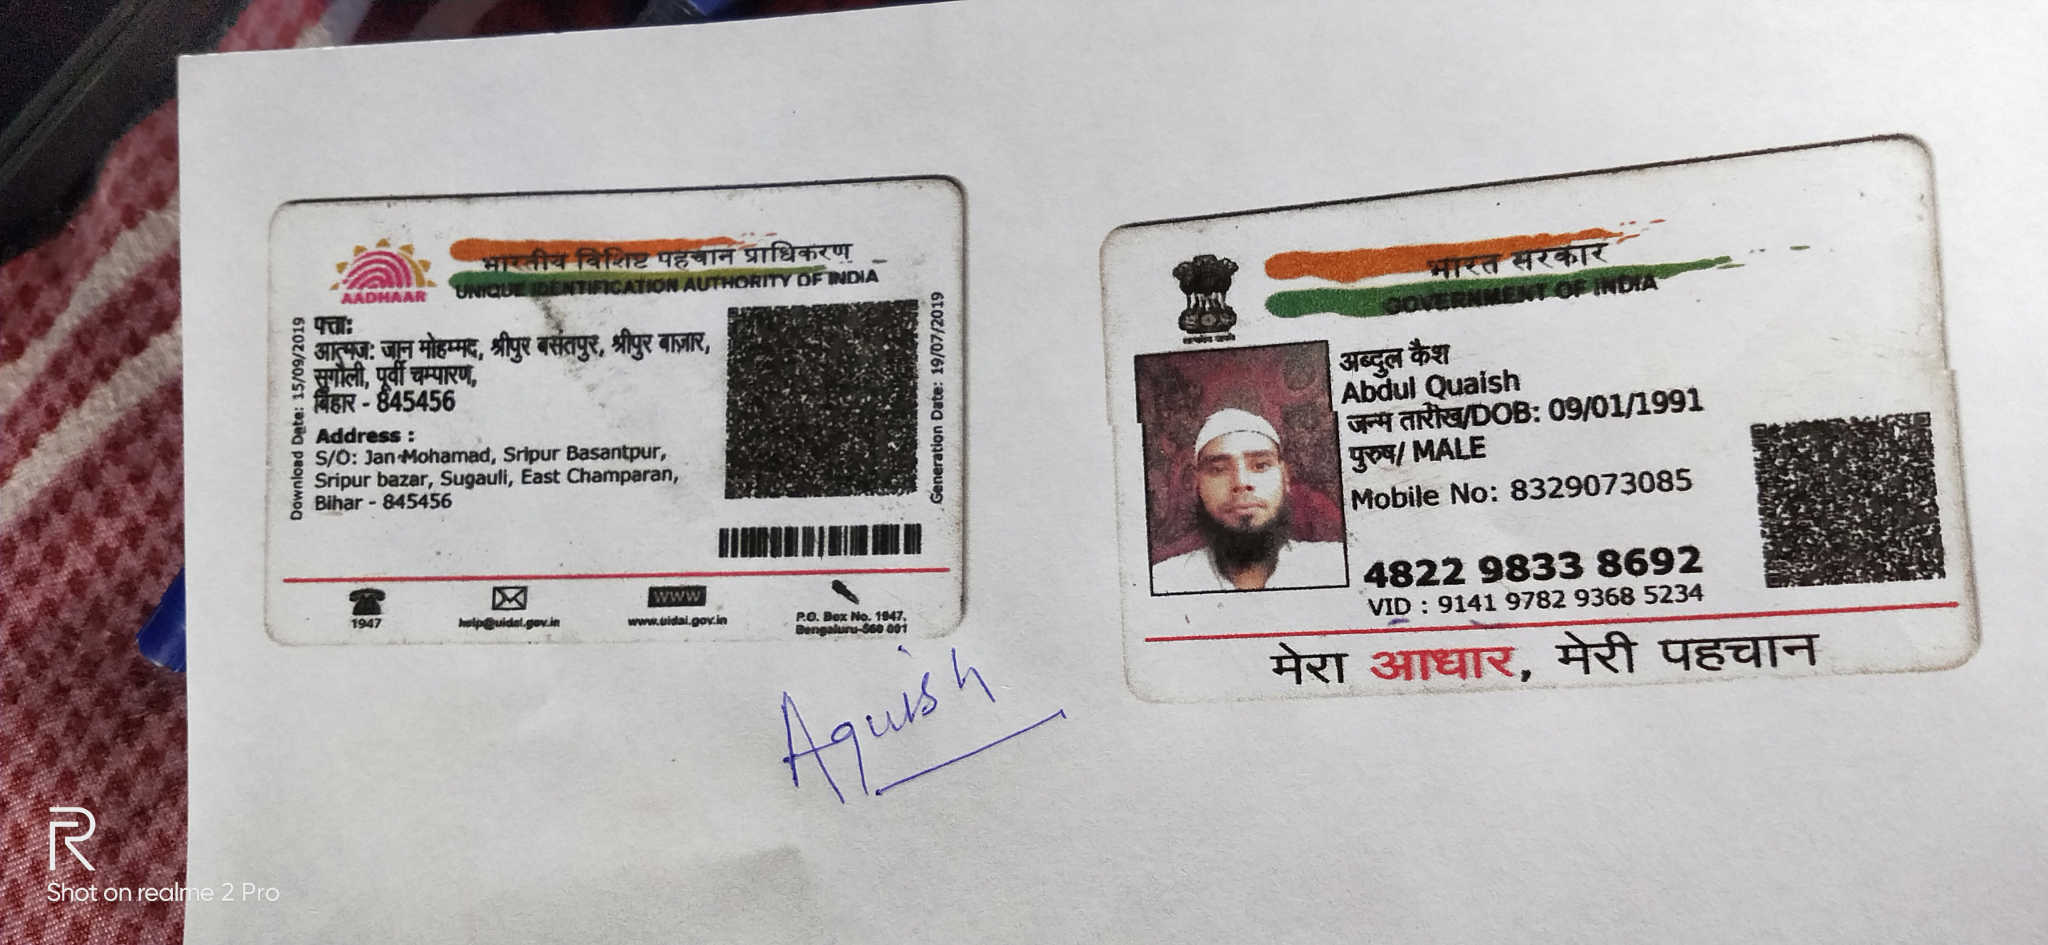 भारतीय विशिष्ट पहचान प्राधिकरण
UNIQUE IDENTIFICATION AUTHORITY OF INDIA
AADHAAR
Download Date: 15/09/2019
पत्ता:
आत्मज: जान मोहम्मद, श्रीपुर बसंतपुर, श्रीपुर बाज़ार,
सुगौली, पूर्वी चम्पारण,
बिहार - 845456
Address :
S/O: Jan Mohamad, Sripur Basantpur,
Sripur bazar, Sugauli, East Champaran,
Bihar - 845456
Generation Date: 19/07/2019
1947
help@uidai.gov.in
www
www.uidai.gov.in
P.O. Box No. 1947,
Bengaluru-560 001
भारत सरकार
GOVERNMENT OF INDIA
अब्दुल कैश
Abdul Quaish
जन्म तारीख/DOB: 09/01/1991
पुरुष/ MALE
Mobile No: 8329073085
4822 9833 8692
VID : 9141 9782 9368 5234
मेरा आधार, मेरी पहचान
Aquish
R
Shot on realme 2 Pro